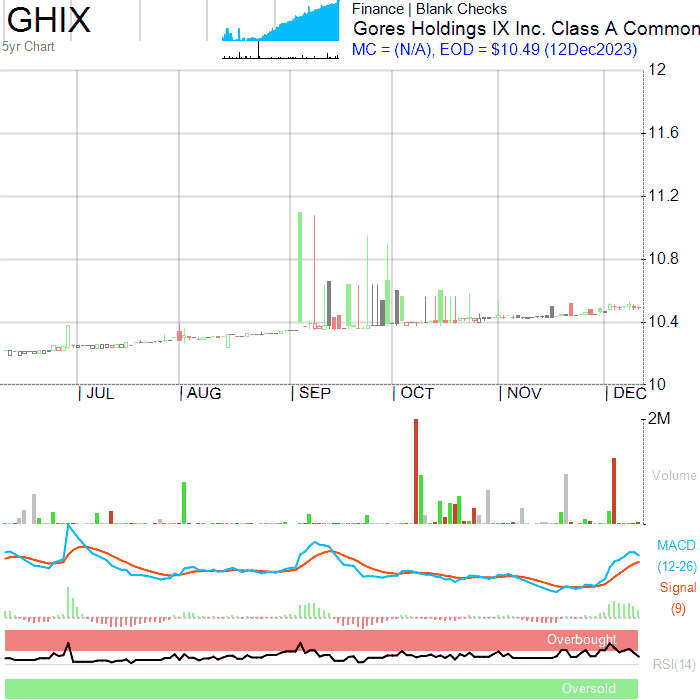 GHIX
5yr Chart
Finance | Blank Checks
Gores Holdings IX Inc. Class A Common
MC = (N/A), EOD = $10.49 (12Dec2023)
12
11.6
11.2
10.8
10.4
10
JUL
AUG
SEP
OCT
NOV
DEC
2M
Volume
MACD
(12-26)
Signal
(9)
Overbought
RSI(14)
Oversold